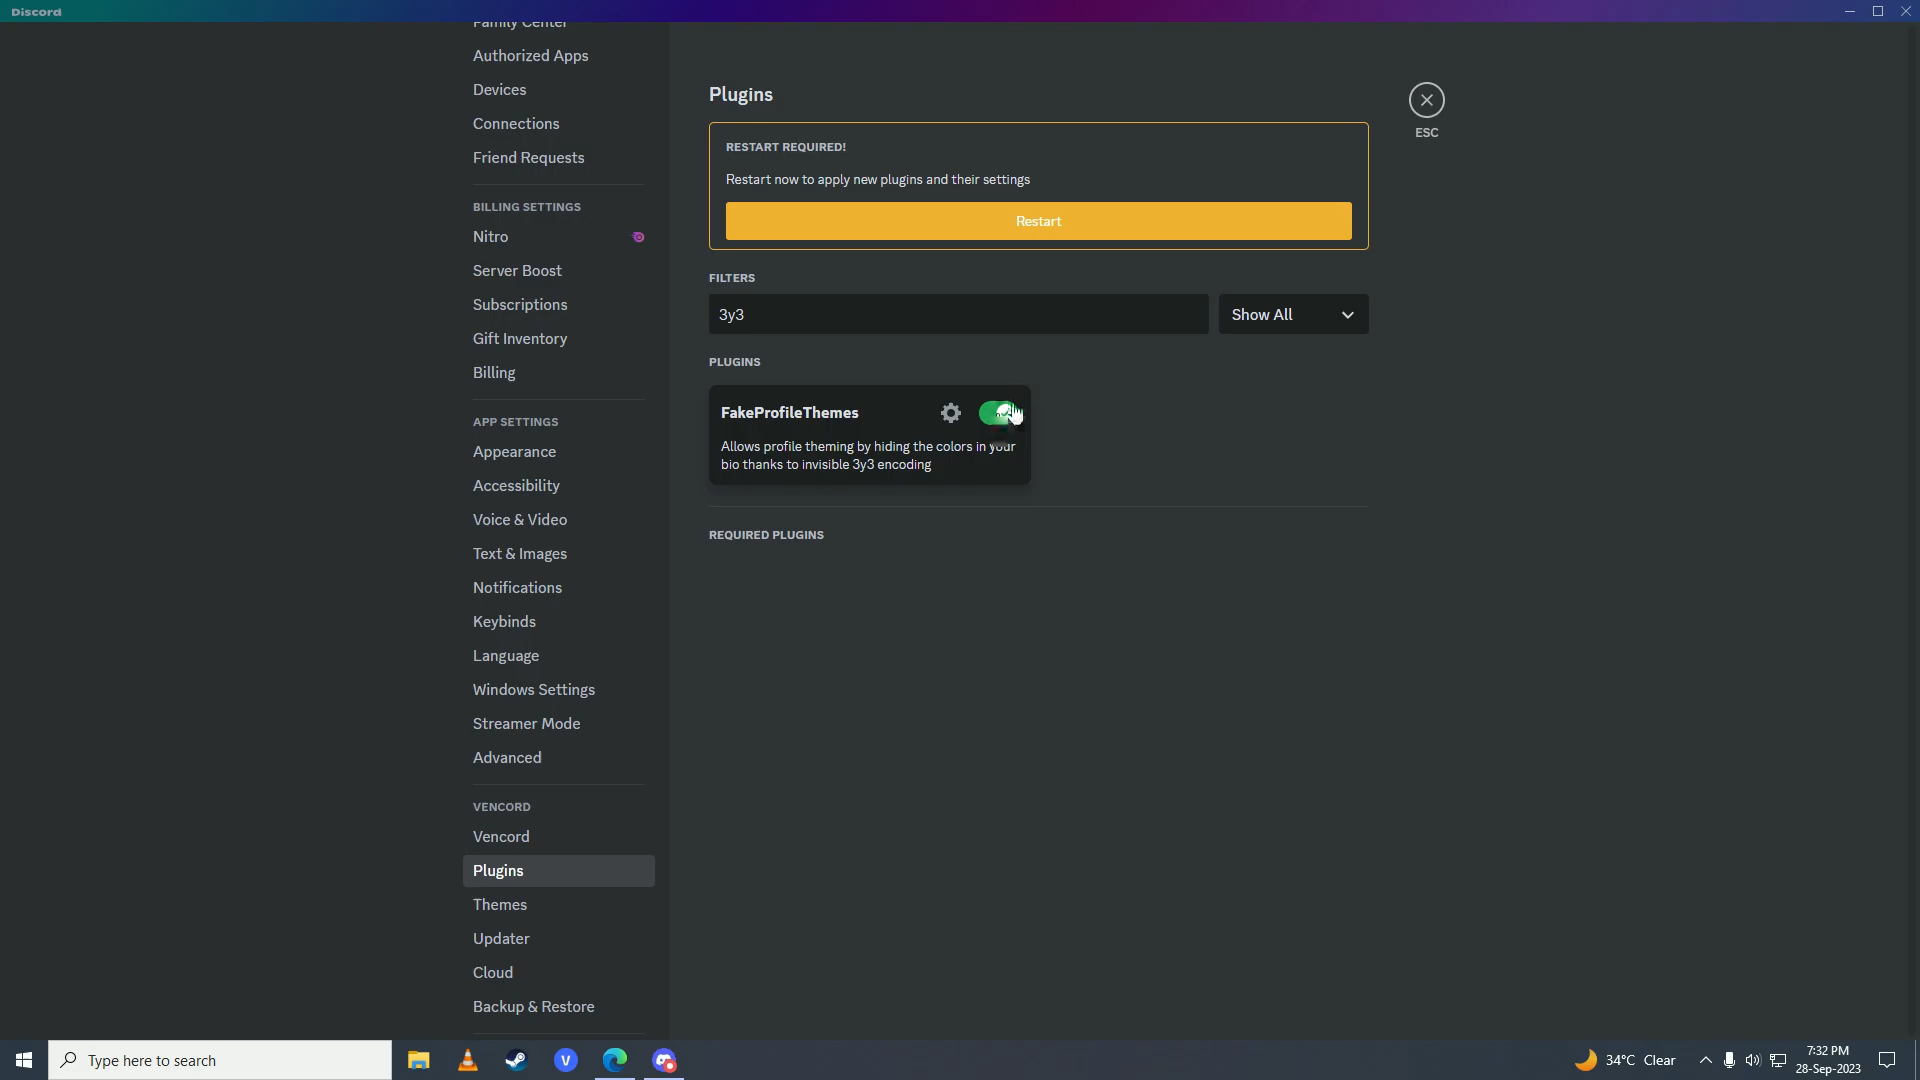 Discord
Family Center
Authorized Apps
Devices
Connections
Friend Requests
BILLING SETTINGS
Nitro
Server Boost
Subscriptions
Gift Inventory
Billing
APP SETTINGS
Appearance
Accessibility
Voice & Video
Text & Images
Notifications
Keybinds
Language
Windows Settings
Streamer Mode
Advanced
VENCORD
Vencord
Plugins
Themes
Updater
Cloud
Backup & Restore
Plugins
ESC
RESTART REQUIRED!
Restart now to apply new plugins and their settings
Restart
FILTERS
3y3
Show All
PLUGINS
FakeProfileThemes
Allows profile theming by hiding the colors in your
bio thanks to invisible 3y3 encoding
REQUIRED PLUGINS
Type here to search
V
34°C Clear
7:32 PM
28-Sep-2023